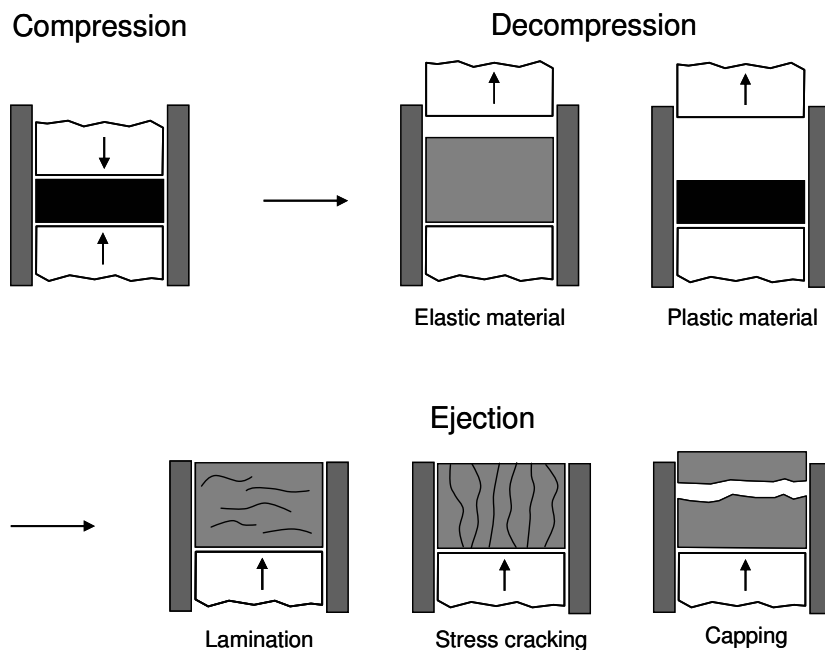 Compression
Decompression
Elastic material
Plastic material
Ejection
Lamination
Stress cracking
Capping